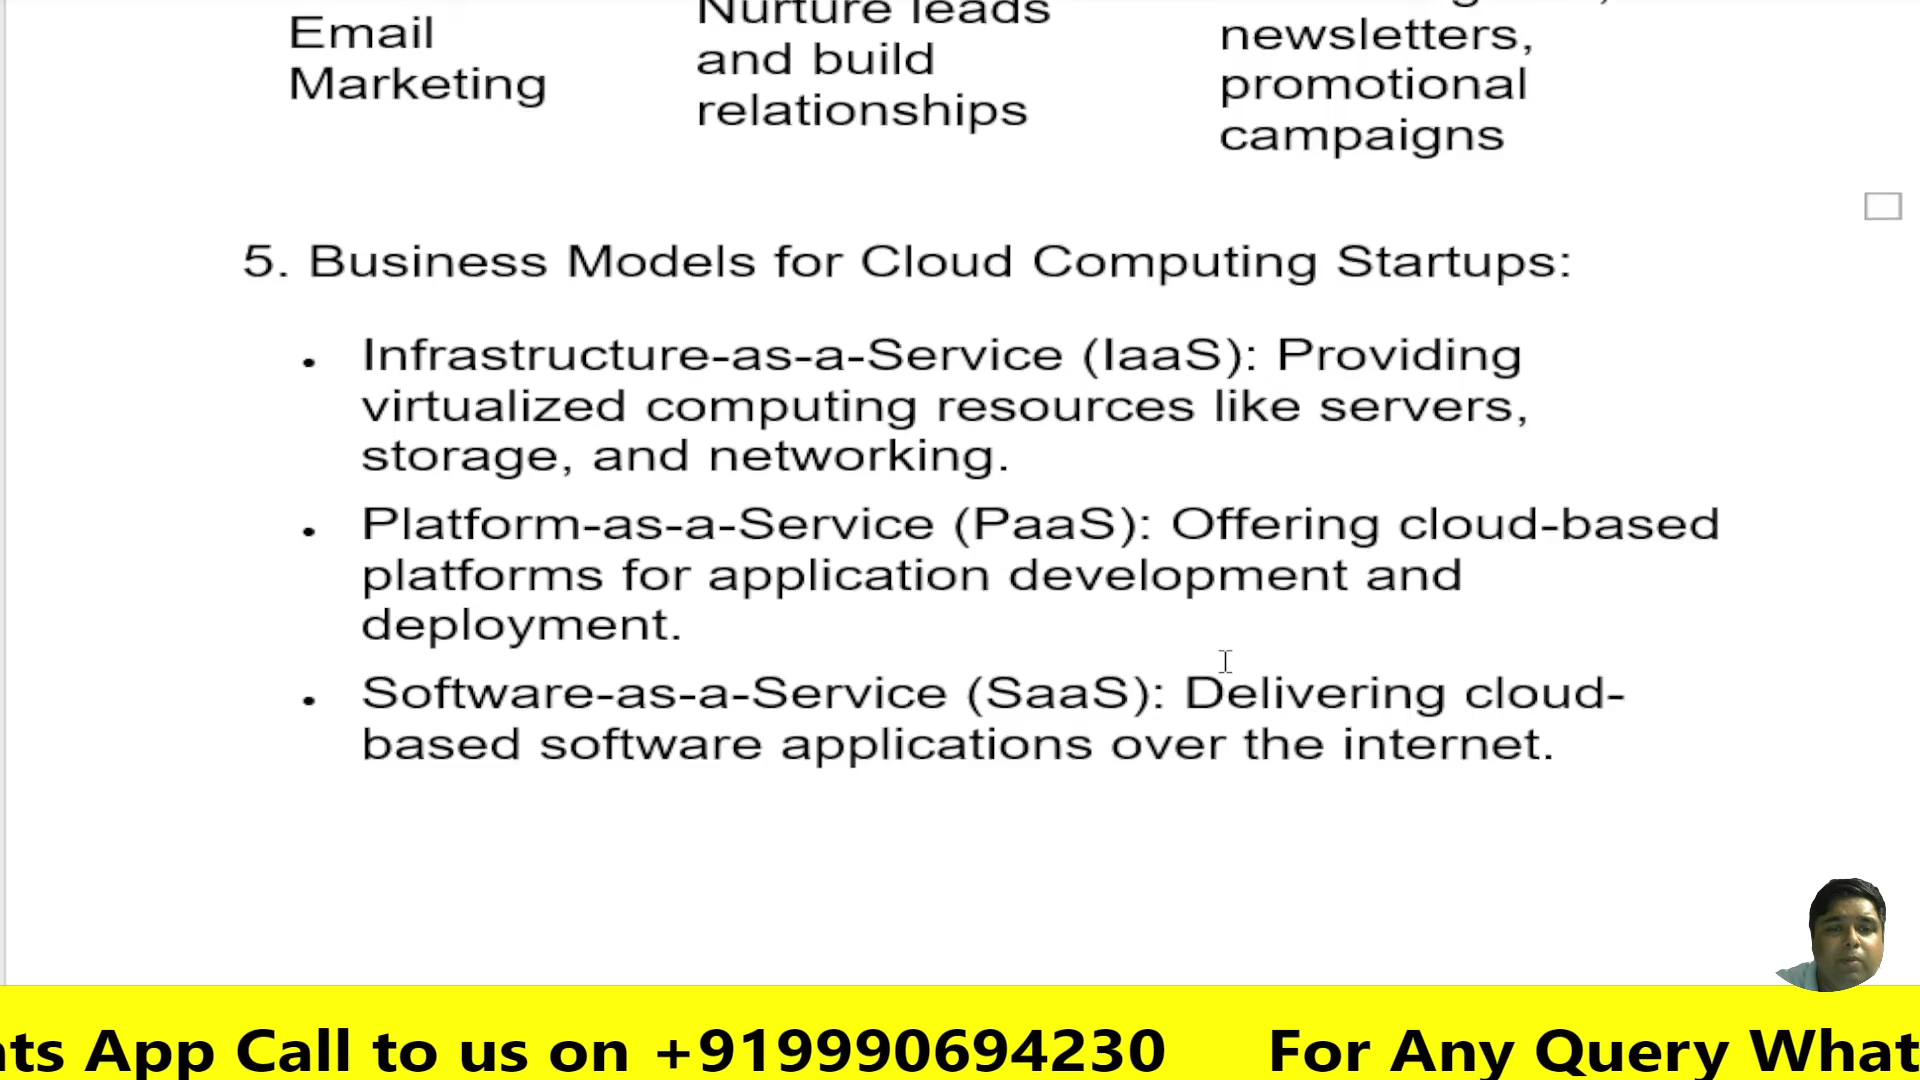 Email
Marketing
Nurture leads
and build
relationships
newsletters,
promotional
campaigns
5. Business Models for Cloud Computing Startups:
• Infrastructure-as-a-Service (IaaS): Providing
virtualized computing resources like servers,
storage, and networking.
• Platform-as-a-Service (PaaS): Offering cloud-based
platforms for application development and
deployment.
• Software-as-a-Service (SaaS): Delivering cloud-
based software applications over the internet.
ats App Call to us on +919990694230 For Any Query What